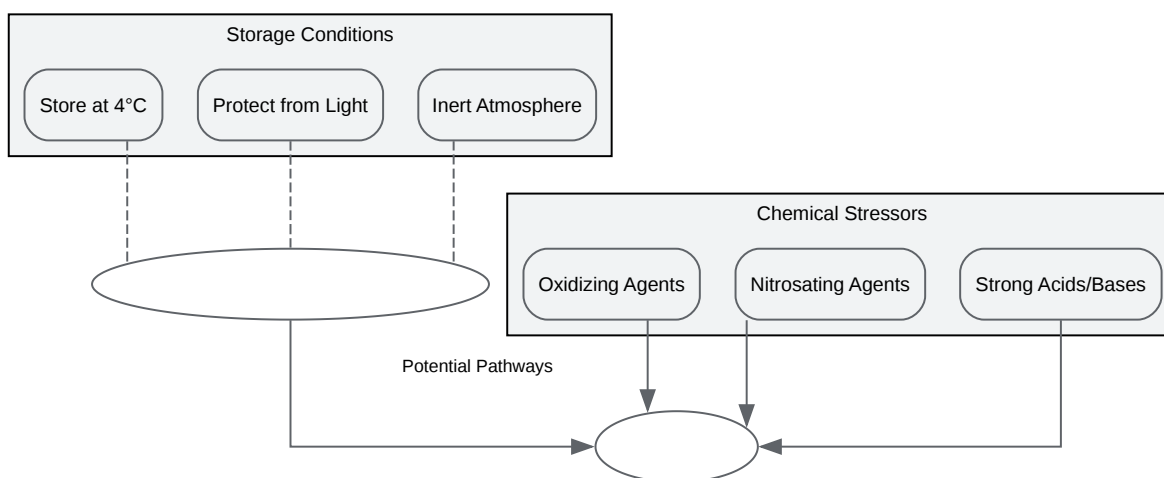 Storage Conditions
Store at 4°C
Protect from Light
Inert Atmosphere
Chemical Stressors
Oxidizing Agents
Nitrosating Agents
Strong Acids/Bases
Potential Pathways